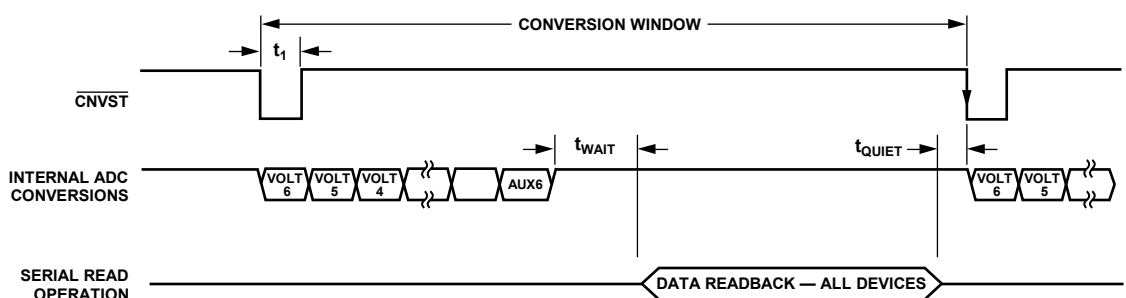 CONVERSION WINDOW
t1
CNVST
tWAIT
tQUIET
INTERNAL ADC
CONVERSIONS
VOLT
6
VOLT
5
VOLT
4
AUX6
VOLT
6
VOLT
5
SERIAL READ
OPERATION
DATA READBACK — ALL DEVICES